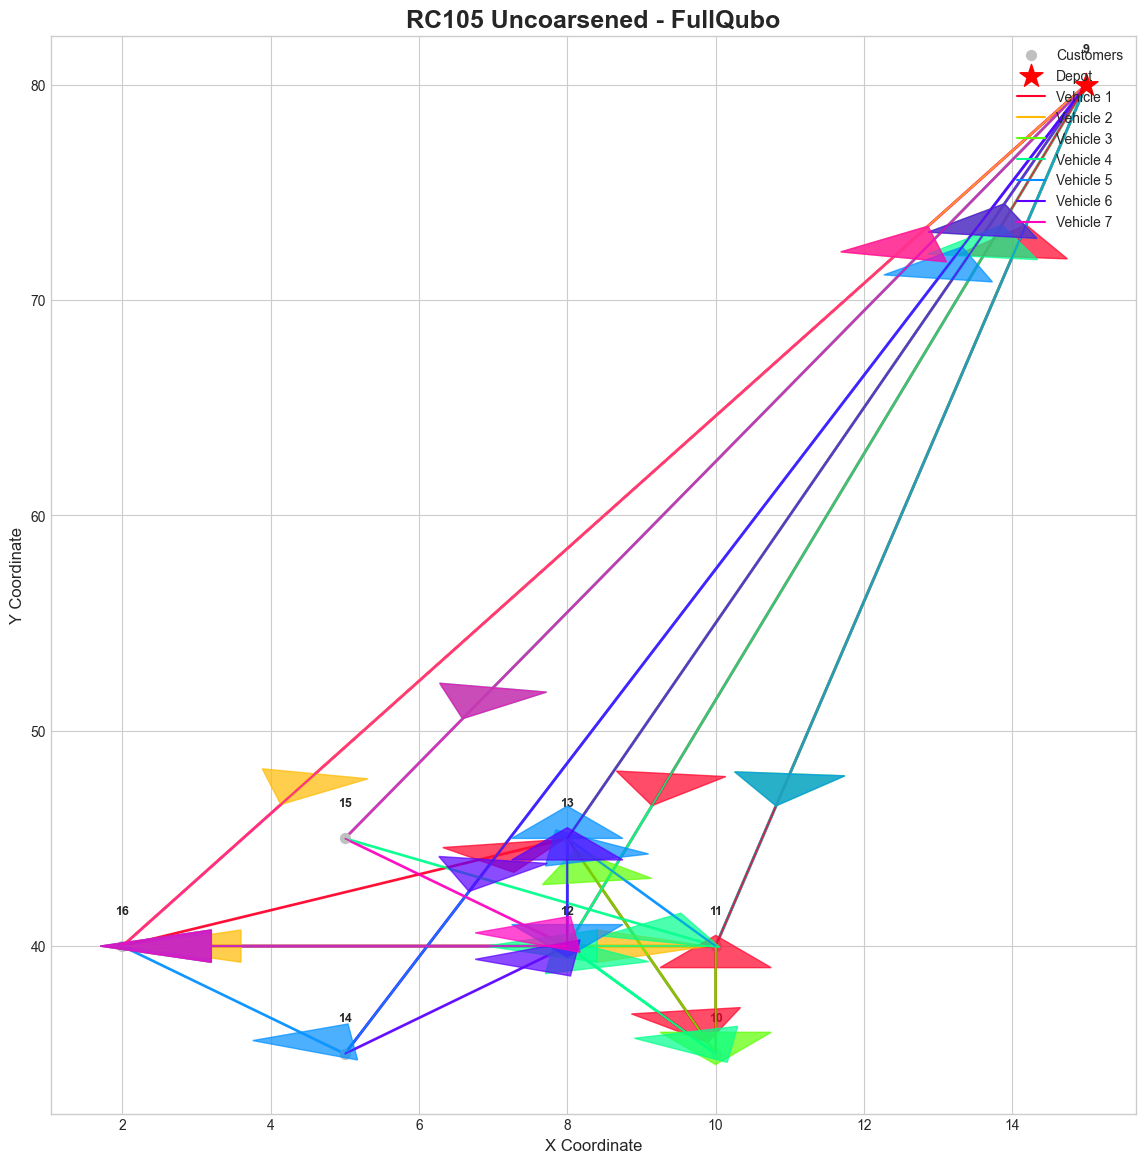 RC105 Uncoarsened - FullQubo
9
Customers
Depot
Vehicle 1
Vehicle 2
Vehicle 3
Vehicle 4
Vehicle 5
Vehicle 6
Vehicle 7
80
70
60
50
40
Y Coordinate
15
13
16
12
11
14
10
2
4
6
8
10
12
14
X Coordinate